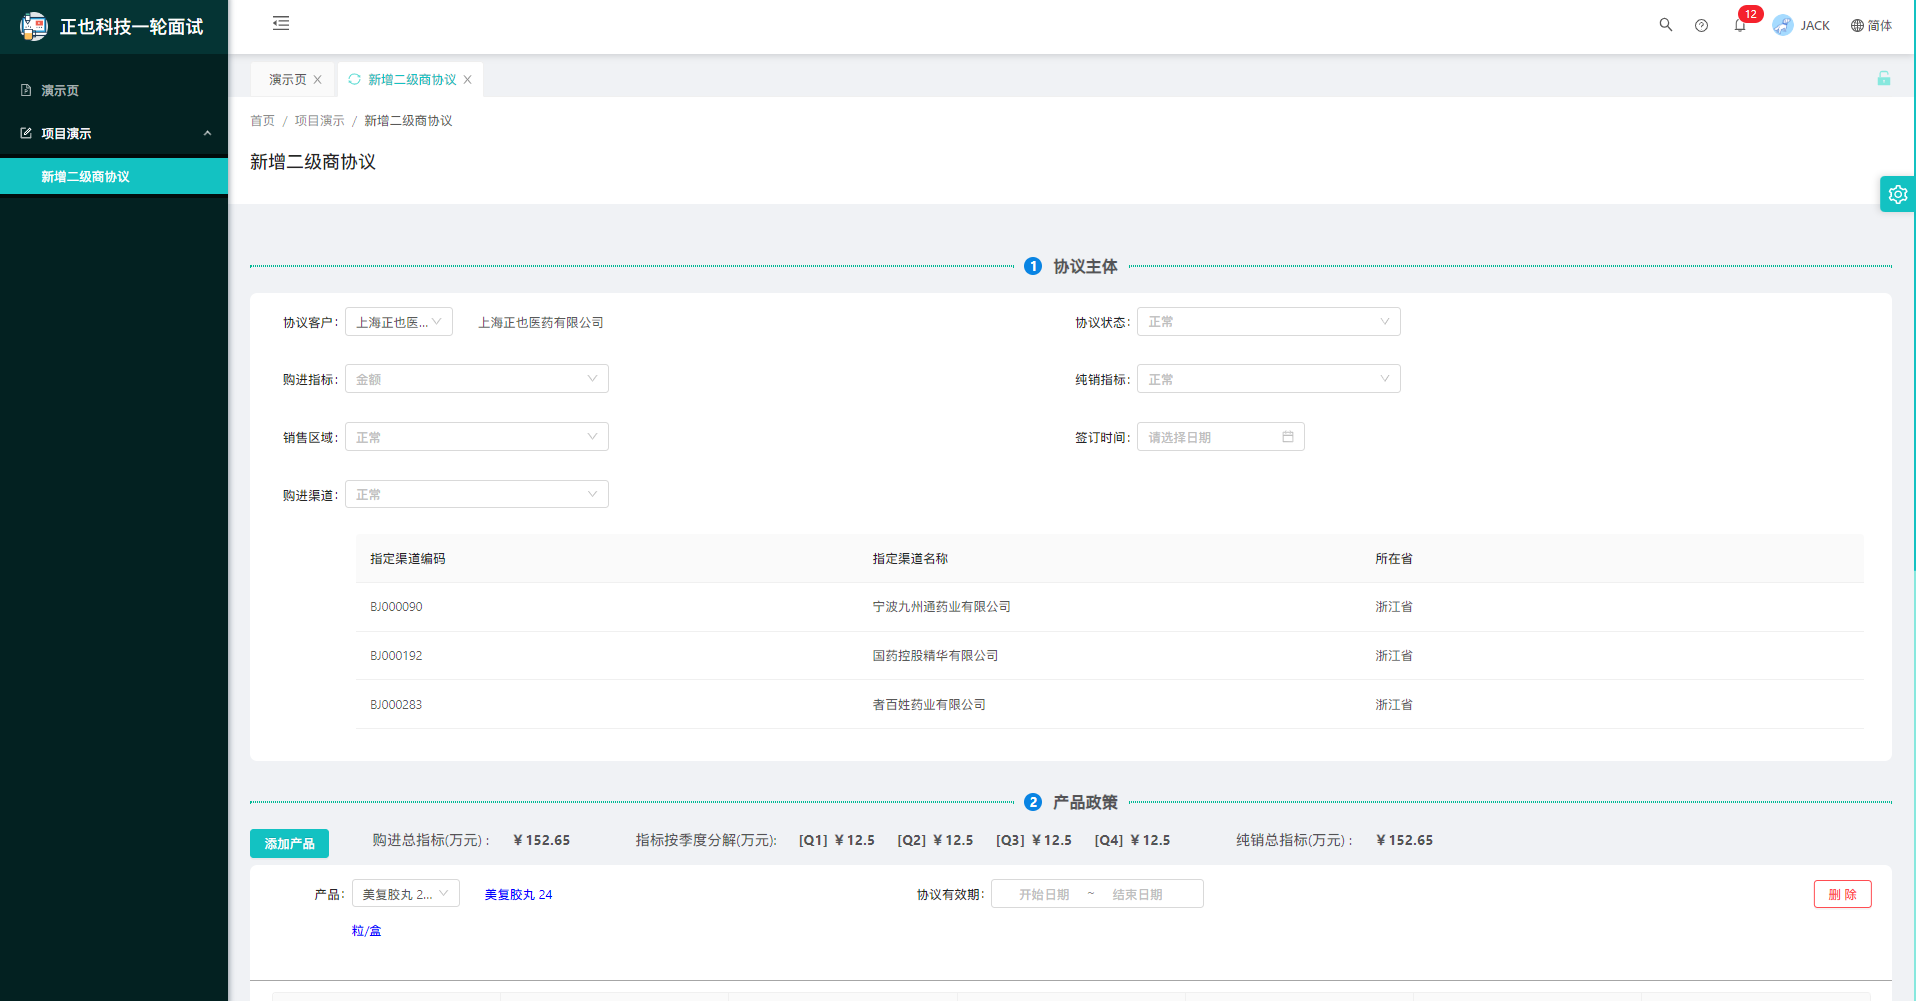 正也科技一轮面试
12
JACK
简体
演示页
项目演示
新增二级商协议
演示页
新增二级商协议
首页 / 项目演示 / 新增二级商协议
新增二级商协议
1 协议主体
协议客户: 上海正也医... 上海正也医药有限公司
协议状态: 正常
购进指标: 金额
纯销指标: 正常
销售区域: 正常
签订时间: 请选择日期
购进渠道: 正常
指定渠道编码 指定渠道名称 所在省
BJ000090 宁波九州通药业有限公司 浙江省
BJ000192 国药控股精华有限公司 浙江省
BJ000283 者百姓药业有限公司 浙江省
2 产品政策
添加产品 购进总指标(万元) : ￥152.65 指标按季度分解(万元): [Q1] ￥12.5 [Q2] ￥12.5 [Q3] ￥12.5 [Q4] ￥12.5 纯销总指标(万元) : ￥152.65
产品: 美复胶丸 2... 美复胶丸 24
粒/盒
协议有效期: 开始日期 ~ 结束日期
删 除